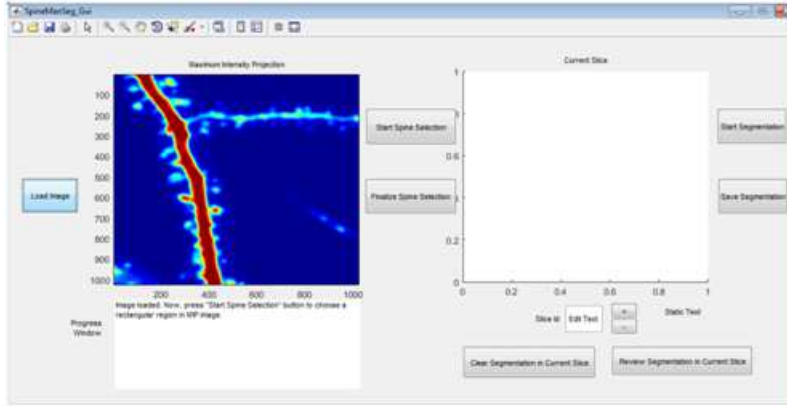 SpineManSeg_Gui
Maximum Intensity Projection
Current Slice
100
200
300
400
500
600
700
800
900
1000
200
400
600
800
1000
Load Image
Start Spine Selection
Finalize Spine Selection
1
0.6
0.2
0
0
0.2
0.4
0.6
0.8
1
Start Segmentation
Save Segmentation
Image loaded. Now, press "Start Spine Selection" button to choose a
rectangular region in MIP image.
Progress
Window
Slice Id:
Edit Text
+
-
Static Text
Clear Segmentation in Current Slice
Review Segmentation in Current Slice